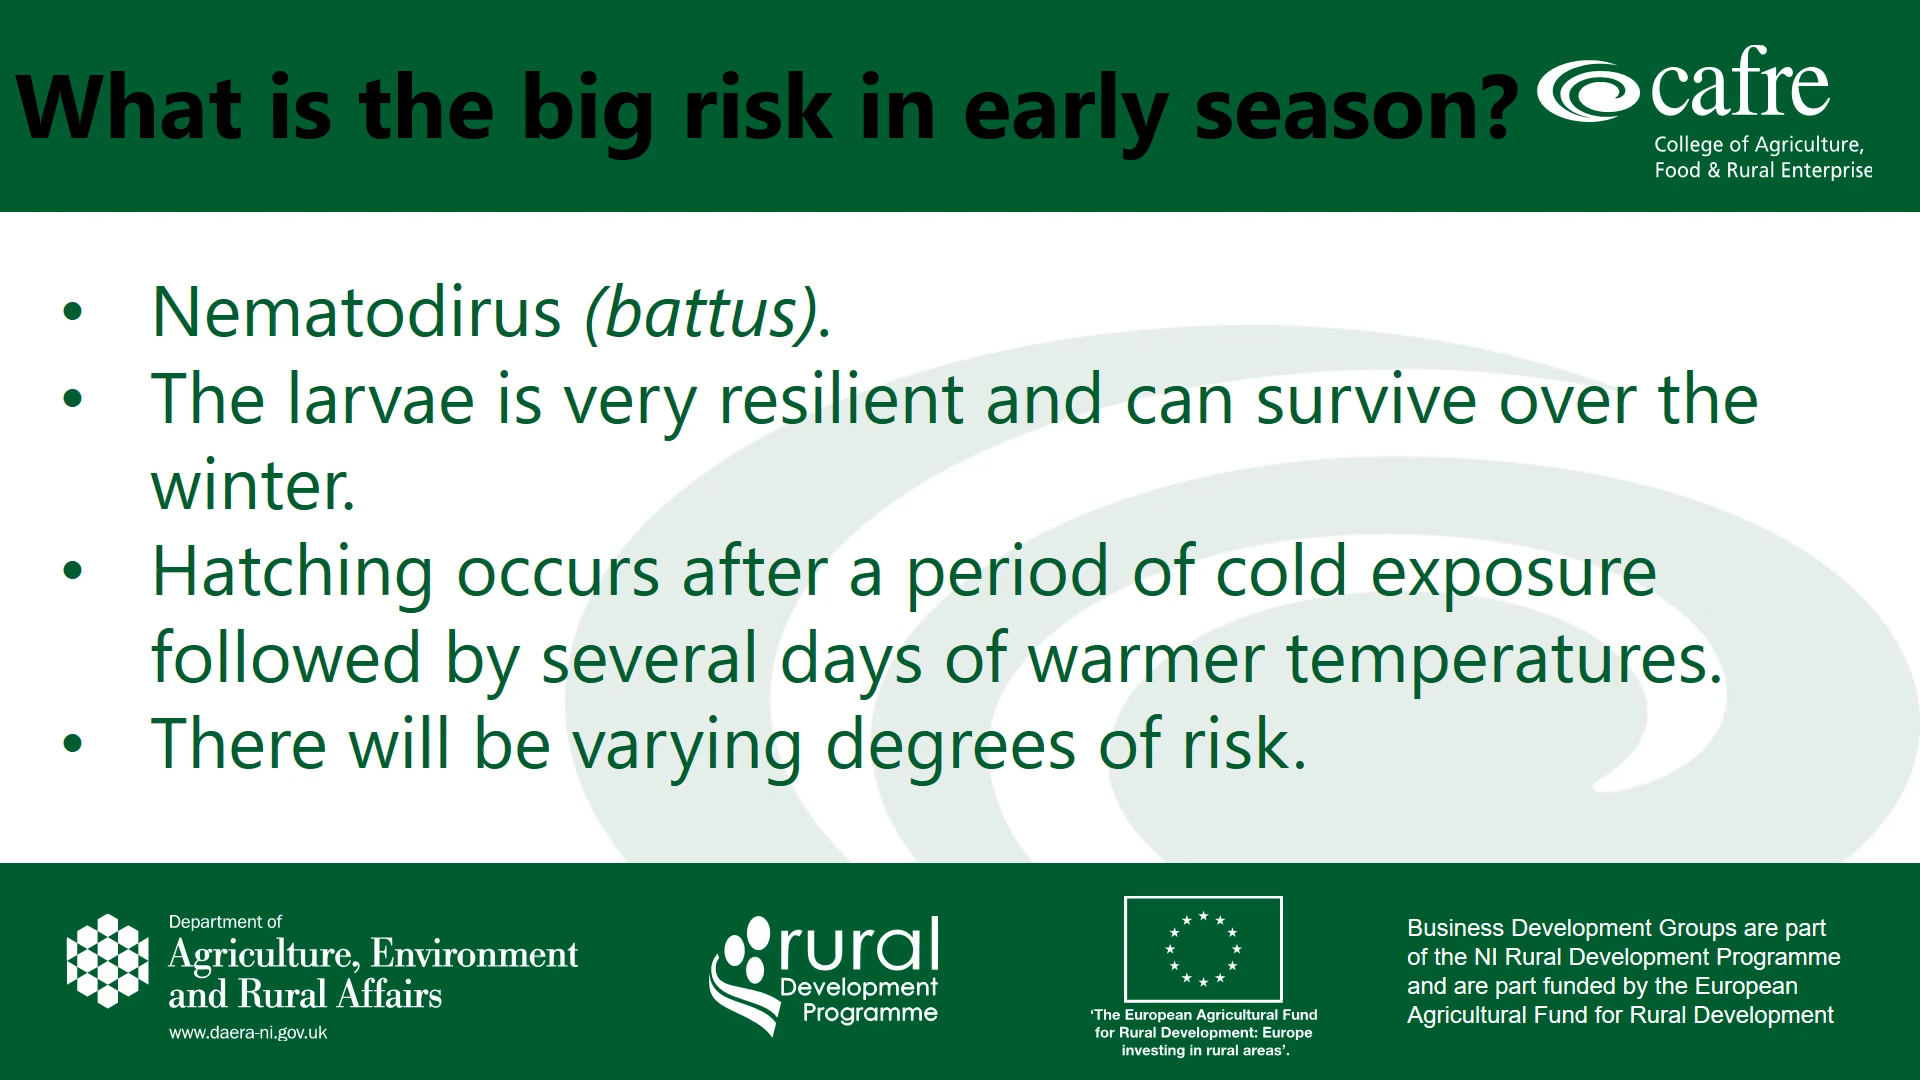 What is the big risk in early season?
cafre
College of Agriculture,
Food & Rural Enterprise
• Nematodirus (battus).
• The larvae is very resilient and can survive over the
winter.
• Hatching occurs after a period of cold exposure
followed by several days of warmer temperatures.
• There will be varying degrees of risk.
Department of
Agriculture, Environment
and Rural Affairs
www.daera-ni.gov.uk
rural
Development
Programme
‘The European Agricultural Fund
for Rural Development: Europe
investing in rural areas’.
Business Development Groups are part
of the NI Rural Development Programme
and are part funded by the European
Agricultural Fund for Rural Development